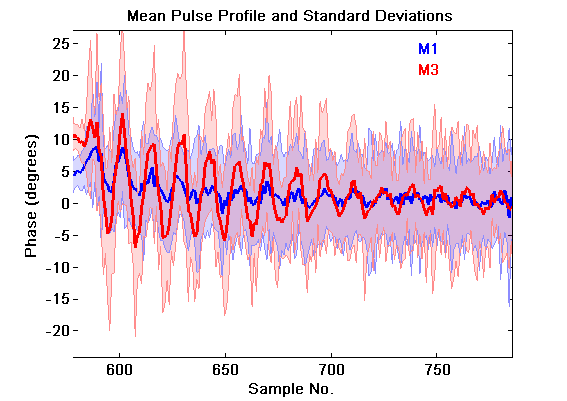 Mean Pulse Profile and Standard Deviations
M1
M3
25
20
15
10
5
0
-5
-10
-15
-20
Phase (degrees)
600 650 700 750
Sample No.